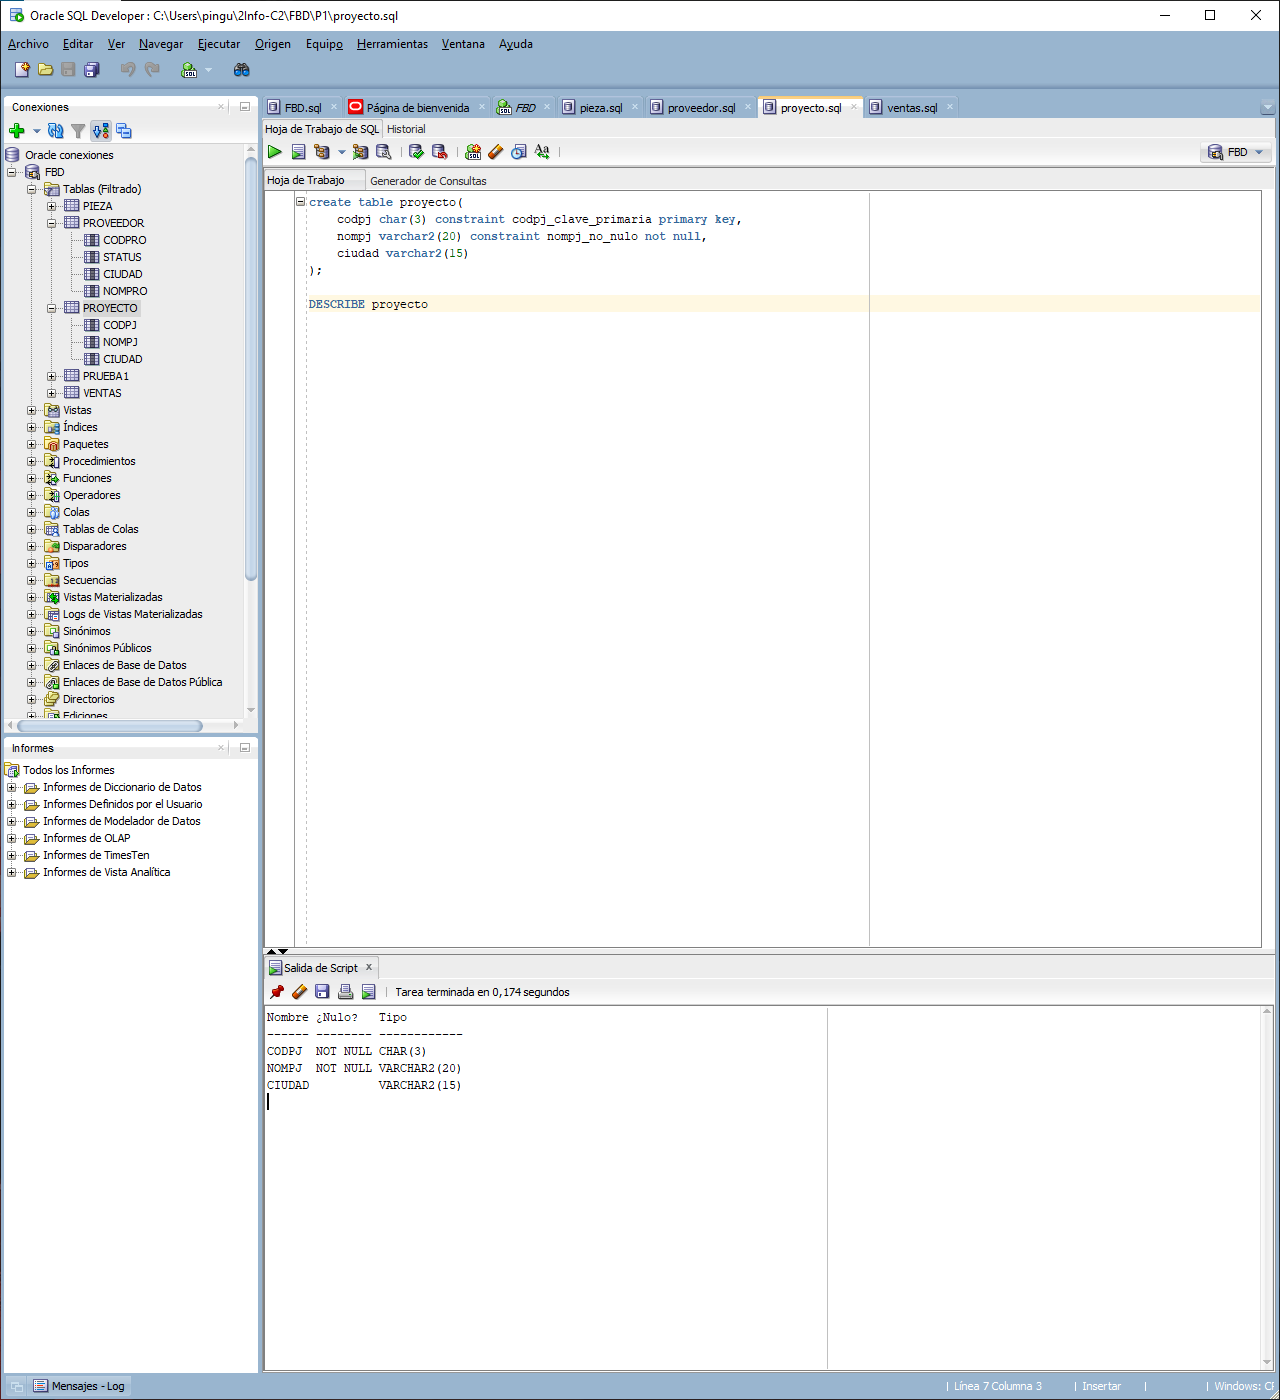 Oracle SQL Developer : C:\Users\pingu\2Info-C2\FBD\P1\proyecto.sql
Archivo Editar Ver Navegar Ejecutar Origen Equipo Herramientas Ventana Ayuda
Conexiones
Oracle conexiones
FBD
Tablas (Filtrado)
PIEZA
PROVEEDOR
CODPRO
STATUS
CIUDAD
NOMPRO
PROYECTO
CODPJ
NOMPJ
CIUDAD
PRUEBA1
VENTAS
Vistas
Índices
Paquetes
Procedimientos
Funciones
Operadores
Colas
Tablas de Colas
Disparadores
Tipos
Secuencias
Vistas Materializadas
Logs de Vistas Materializadas
Sinónimos
Sinónimos Públicos
Enlaces de Base de Datos
Enlaces de Base de Datos Pública
Directorios
Ediciones
Informes
Todos los Informes
Informes de Diccionario de Datos
Informes Definidos por el Usuario
Informes de Modelador de Datos
Informes de OLAP
Informes de TimesTen
Informes de Vista Analítica
FBD.sql Página de bienvenida FBD pieza.sql proveedor.sql proyecto.sql ventas.sql
Hoja de Trabajo de SQL Historial
FBD
Hoja de Trabajo Generador de Consultas
create table proyecto(
codpj char(3) constraint codpj_clave_primaria primary key,
nompj varchar2(20) constraint nompj_no_nulo not null,
ciudad varchar2(15)
);
DESCRIBE proyecto
Salida de Script
Tarea terminada en 0,174 segundos
Nombre ¿Nulo? Tipo
------ -------- ------------
CODPJ NOT NULL CHAR(3)
NOMPJ NOT NULL VARCHAR2(20)
CIUDAD VARCHAR2(15)
Mensajes - Log
Línea 7 Columna 3 Insertar Windows: CF